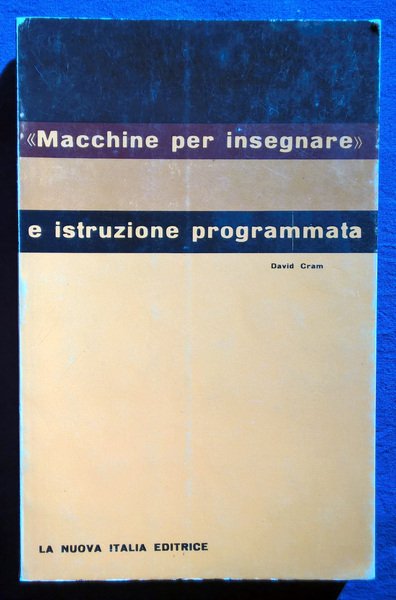 «Macchine per insegnare»
e istruzione programmata
David Cram
LA NUOVA ITALIA EDITRICE